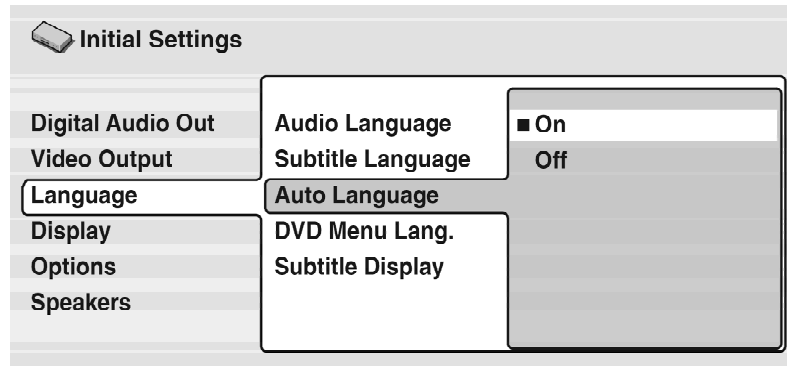 Initial Settings
Digital Audio Out
Video Output
Language
Display
Options
Speakers
Audio Language
Subtitle Language
Auto Language
DVD Menu Lang.
Subtitle Display
On
Off